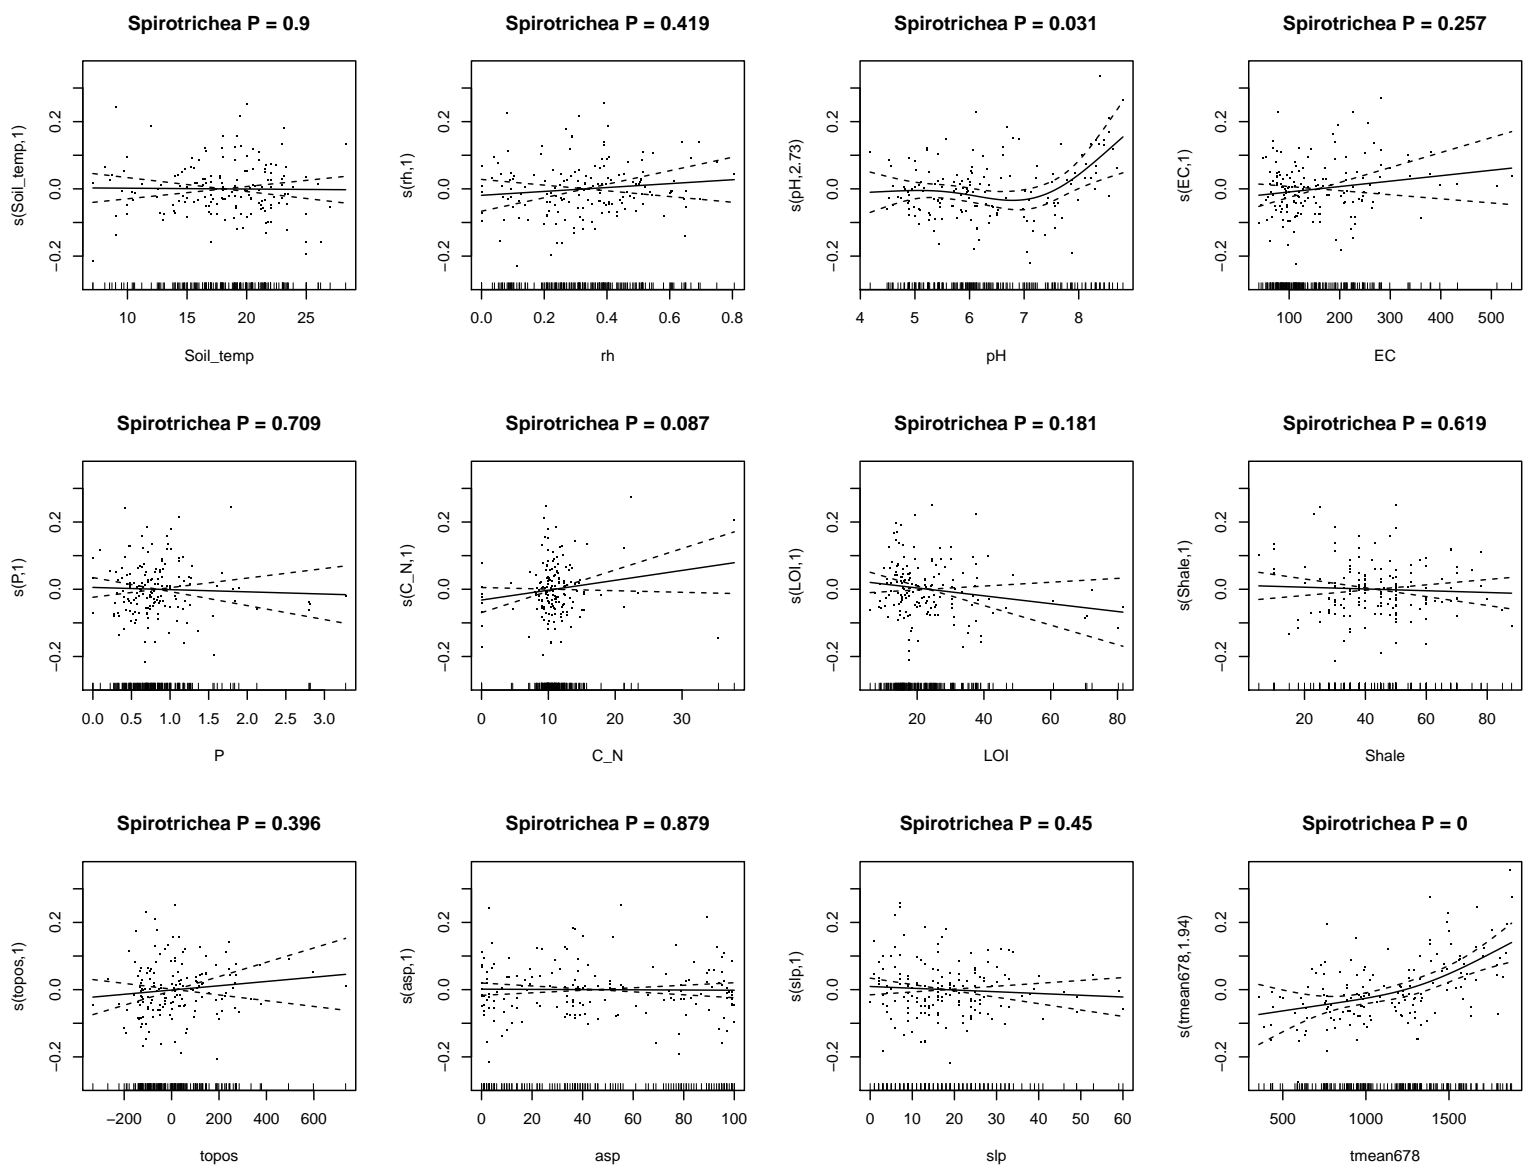 Spirotrichea P = 0.9
s(Soil_temp,1)
−0.2 0.0 0.2
10 15 20 25
Soil_temp
Spirotrichea P = 0.419
s(rh,1)
−0.2 0.0 0.2
0.0 0.2 0.4 0.6 0.8
rh
Spirotrichea P = 0.031
s(pH,2.73)
−0.2 0.0 0.2
4 5 6 7 8
pH
Spirotrichea P = 0.257
s(EC,1)
−0.2 0.0 0.2
100 200 300 400 500
EC
Spirotrichea P = 0.709
s(P,1)
−0.2 0.0 0.2
0.0 0.5 1.0 1.5 2.0 2.5 3.0
P
Spirotrichea P = 0.087
s(C_N,1)
−0.2 0.0 0.2
0 10 20 30
C_N
Spirotrichea P = 0.181
s(LOI,1)
−0.2 0.0 0.2
20 40 60 80
LOI
Spirotrichea P = 0.619
s(Shale,1)
−0.2 0.0 0.2
20 40 60 80
Shale
Spirotrichea P = 0.396
s(topos,1)
−0.2 0.0 0.2
−200 0 200 400 600
topos
Spirotrichea P = 0.879
s(asp,1)
−0.2 0.0 0.2
0 20 40 60 80 100
asp
Spirotrichea P = 0.45
s(slp,1)
−0.2 0.0 0.2
0 10 20 30 40 50 60
slp
Spirotrichea P = 0
s(tmean678,1.94)
−0.2 0.0 0.2
500 1000 1500
tmean678